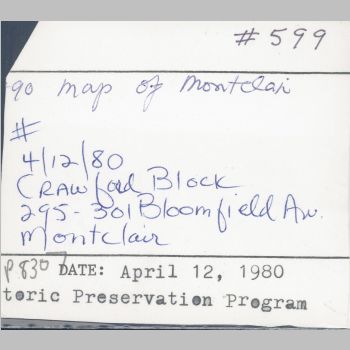 #599
90 map of Montclair
#
4/12/80
Crawford Block
295-301 Bloomfield Av.
Montclair
p830 DATE: April 12, 1980
toric Preservation Program